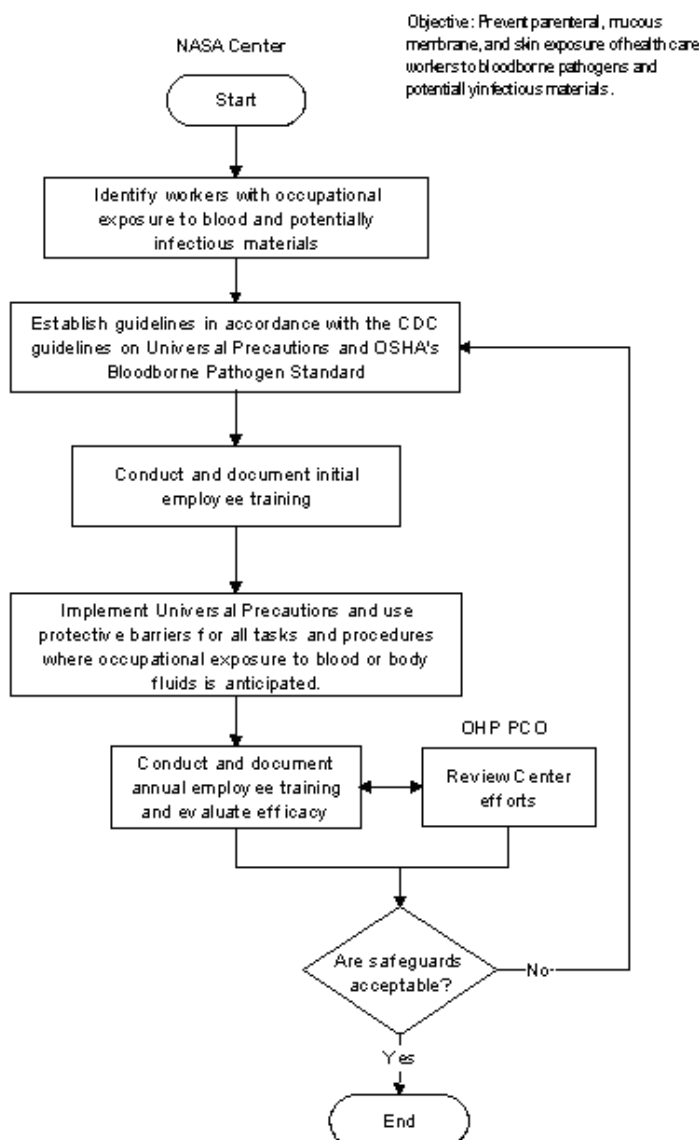 Objective: Prevent parenteral, mucous
membrane, and skin exposure of health care
workers to bloodborne pathogens and
potentiallyinfectious materials.
NASA Center
Start
Identify workers with occupational
exposure to blood and potentially
infectious materials
Establish guidelines in accordance with the CDC
guidelines on Universal Precautions and OSHA's
Bloodborne Pathogen Standard
Conduct and document initial
employee training
Implement Universal Precautions and use
protective barriers for all tasks and procedures
where occupational exposure to blood or body
fluids is anticipated.
OHP PCO
Conduct and document
annual employee training
and evaluate efficacy
Review Center
efforts
Are safeguards
acceptable?
No
Yes
End